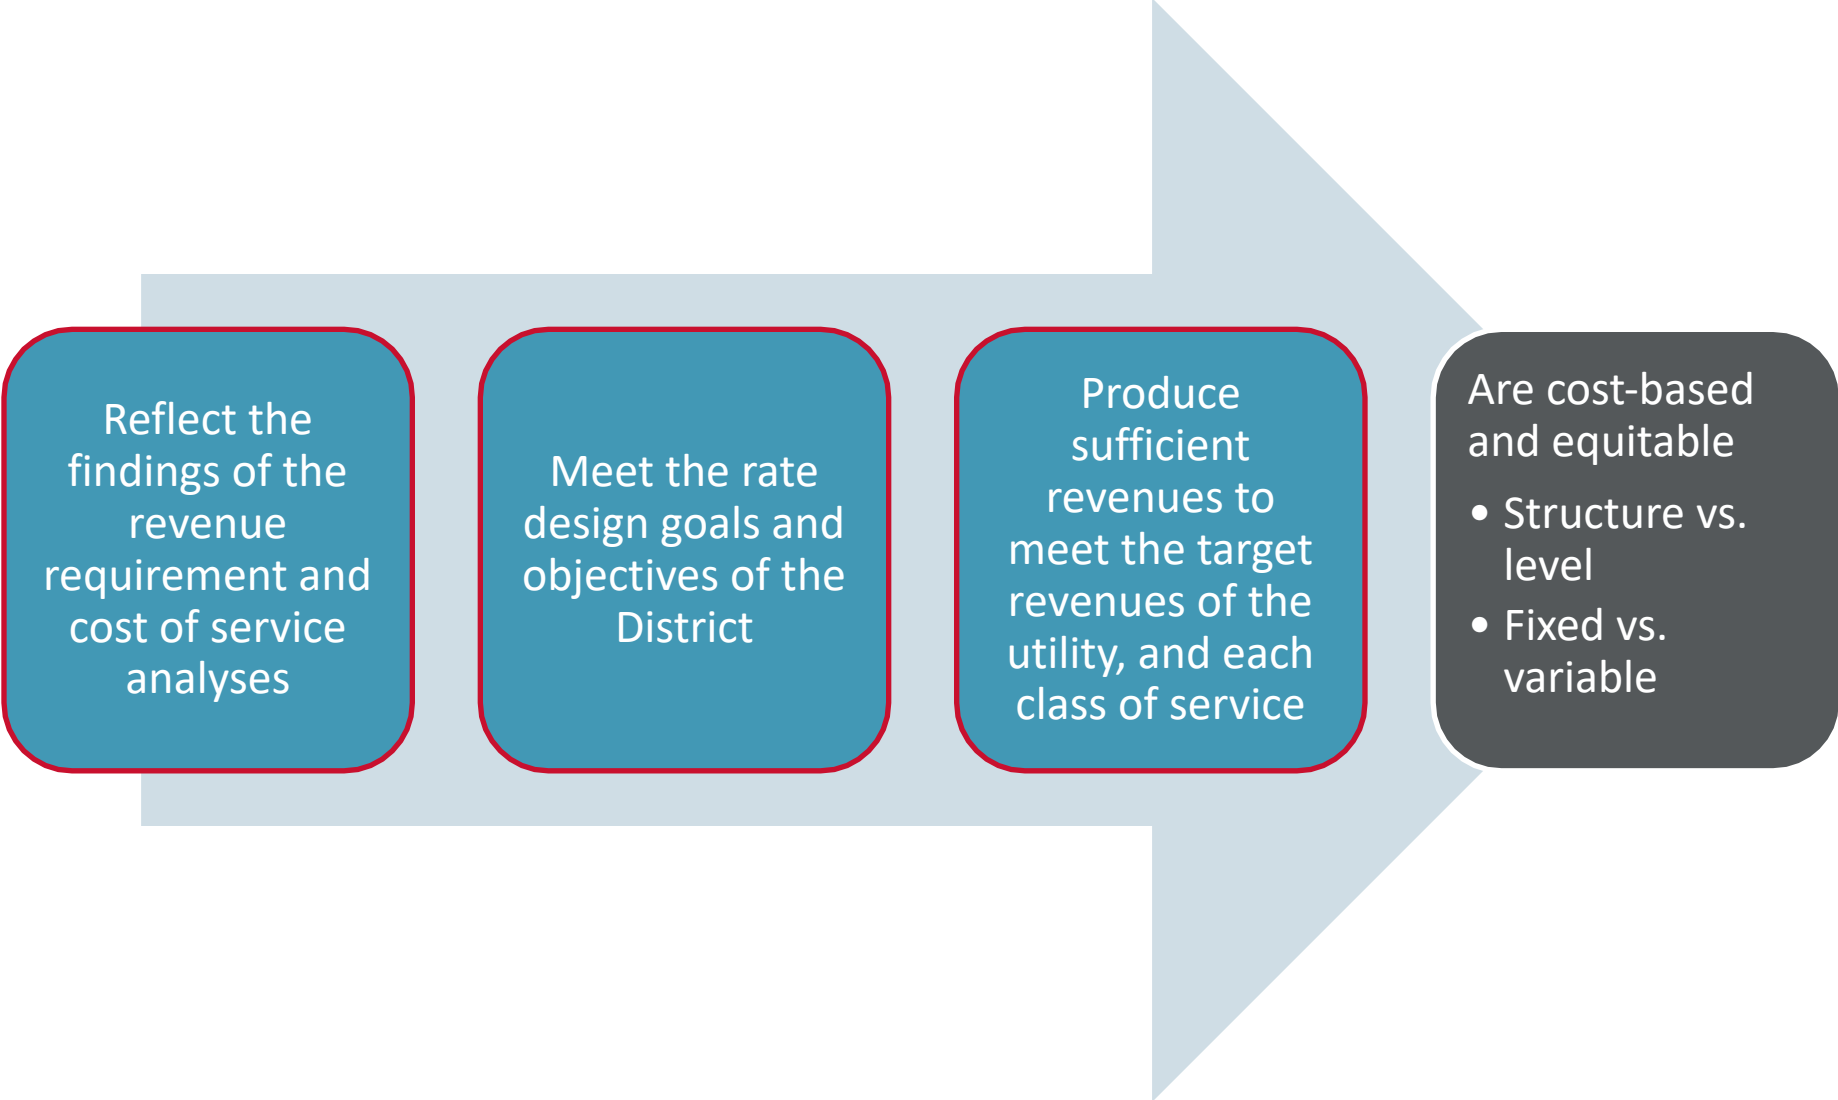 Reflect the
findings of the
revenue
requirement and
cost of service
analyses
Meet the rate
design goals and
objectives of the
District
Produce
sufficient
revenues to
meet the target
revenues of the
utility, and each
class of service
Are cost-based
and equitable
• Structure vs.
level
• Fixed vs.
variable